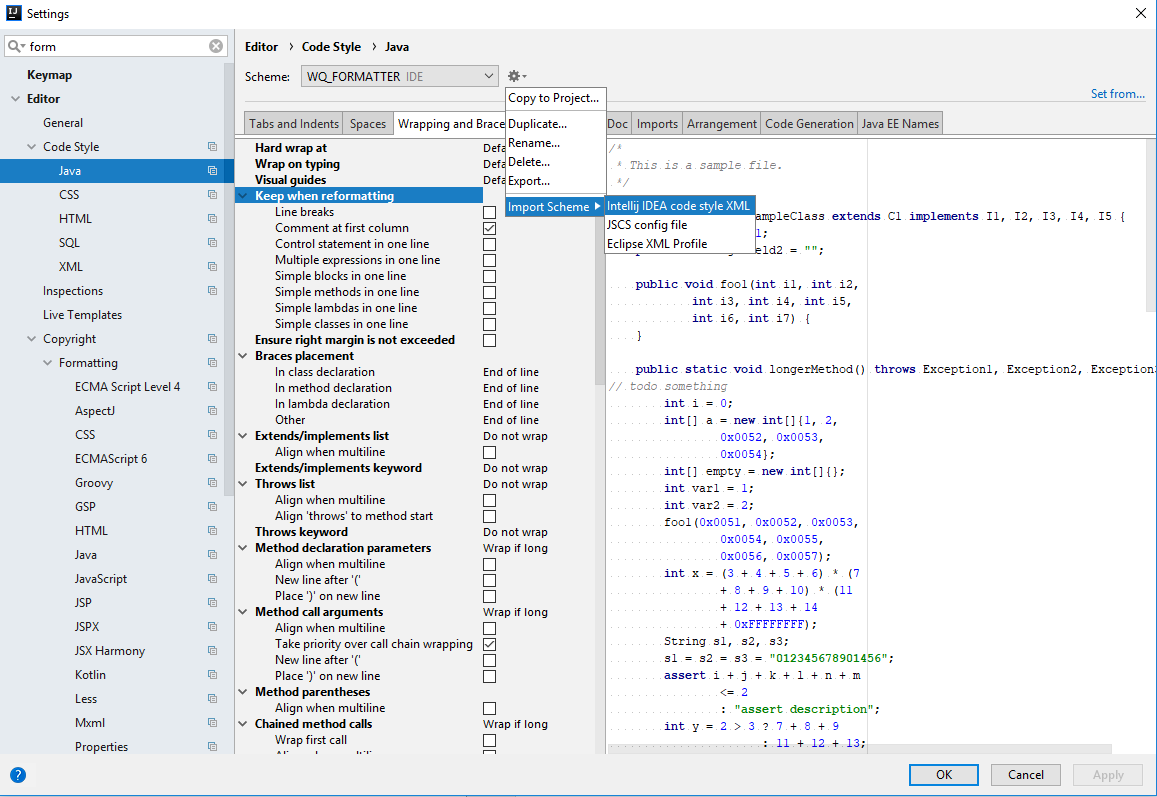 Settings
form
Keymap
Editor
General
Code Style
Java
CSS
HTML
SQL
XML
Inspections
Live Templates
Copyright
Formatting
ECMA Script Level 4
AspectJ
CSS
ECMAScript 6
Groovy
GSP
HTML
Java
JavaScript
JSP
JSPX
JSX Harmony
Kotlin
Less
Mxml
Properties
Editor › Code Style › Java
Scheme: WQ_FORMATTER IDE
Set from...
Copy to Project...
Duplicate...
Rename...
Delete...
Export...
Import Scheme
Intellij IDEA code style XML
JSCS config file
Eclipse XML Profile
Tabs and Indents Spaces Wrapping and Brace Doc Imports Arrangement Code Generation Java EE Names
Hard wrap at Defa
Wrap on typing Defa
Visual guides Defa
Keep when reformatting
Line breaks
Comment at first column
Control statement in one line
Multiple expressions in one line
Simple blocks in one line
Simple methods in one line
Simple lambdas in one line
Simple classes in one line
Ensure right margin is not exceeded
Braces placement
In class declaration End of line
In method declaration End of line
In lambda declaration End of line
Other End of line
Extends/implements list Do not wrap
Align when multiline
Extends/implements keyword Do not wrap
Throws list Do not wrap
Align when multiline
Align 'throws' to method start
Throws keyword Do not wrap
Method declaration parameters Wrap if long
Align when multiline
New line after '('
Place ')' on new line
Method call arguments Wrap if long
Align when multiline
Take priority over call chain wrapping
New line after '('
Place ')' on new line
Method parentheses
Align when multiline
Chained method calls Wrap if long
Wrap first call
/*
* This is a sample file.
*/
ampleClass extends C1 implements I1, I2, I3, I4, I5 {
1;
eld2 = "";
public void foo1(int i1, int i2,
int i3, int i4, int i5,
int i6, int i7) {
}
public static void longerMethod() throws Exception1, Exception2, Exception3
// todo something
int i = 0;
int[] a = new int[]{1, 2,
0x0052, 0x0053,
0x0054};
int[] empty = new int[]{};
int var1 = 1;
int var2 = 2;
foo1(0x0051, 0x0052, 0x0053,
0x0054, 0x0055,
0x0056, 0x0057);
int x = (3 + 4 + 5 + 6) * (7
+ 8 + 9 + 10) * (11
+ 12 + 13 + 14
+ 0xFFFFFFFF);
String s1, s2, s3;
s1 = s2 = s3 = "012345678901456";
assert i + j + k + l + n + m
<= 2
: "assert description";
int y = 2 > 3 ? 7 + 8 + 9
: 11 + 12 + 13;
? OK Cancel Apply